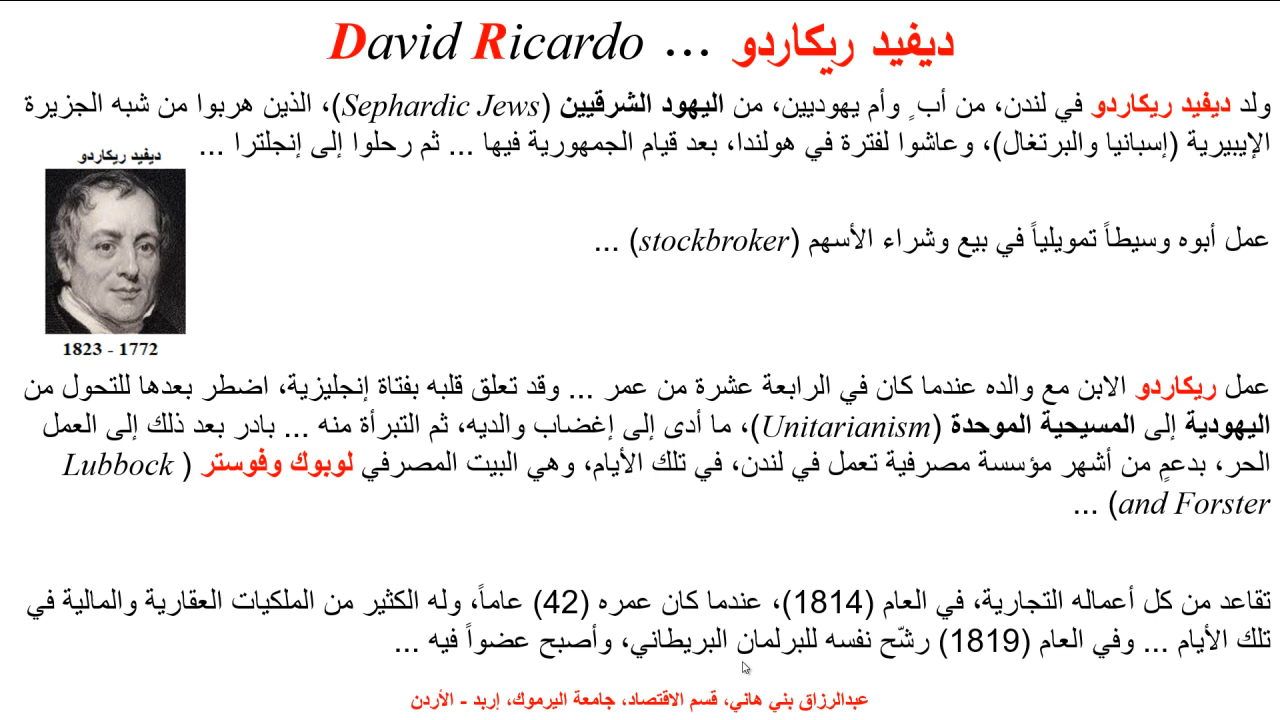 ديفيد ريكاردو ... David Ricardo
ولد ديفيد ريكاردو في لندن، من أبٍ وأم يهوديين، من اليهود الشرقيين (Sephardic Jews)، الذين هربوا من شبه الجزيرة
الإيبيرية (إسبانيا والبرتغال)، وعاشوا لفترة في هولندا، بعد قيام الجمهورية فيها ... ثم رحلوا إلى إنجلترا ...
ديفيد ريكاردو
عمل أبوه وسيطاً تمويلياً في بيع وشراء الأسهم (stockbroker) ...
1823 - 1772
عمل ريكاردو الابن مع والده عندما كان في الرابعة عشرة من عمر ... وقد تعلق قلبه بفتاة إنجليزية، اضطر بعدها للتحول من
اليهودية إلى المسيحية الموحدة (Unitarianism)، ما أدى إلى إغضاب والديه، ثم التبرأة منه ... بادر بعد ذلك إلى العمل
الحر، بدعمٍ من أشهر مؤسسة مصرفية تعمل في لندن، في تلك الأيام، وهي البيت المصرفي لوبوك وفوستر (Lubbock
and Forster) ...
تقاعد من كل أعماله التجارية، في العام (1814)، عندما كان عمره (42) عاماً، وله الكثير من الملكيات العقارية والمالية في
تلك الأيام ... وفي العام (1819) رشّح نفسه للبرلمان البريطاني، وأصبح عضواً فيه ...
عبدالرزاق بني هاني، قسم الاقتصاد، جامعة اليرموك، إربد - الأردن